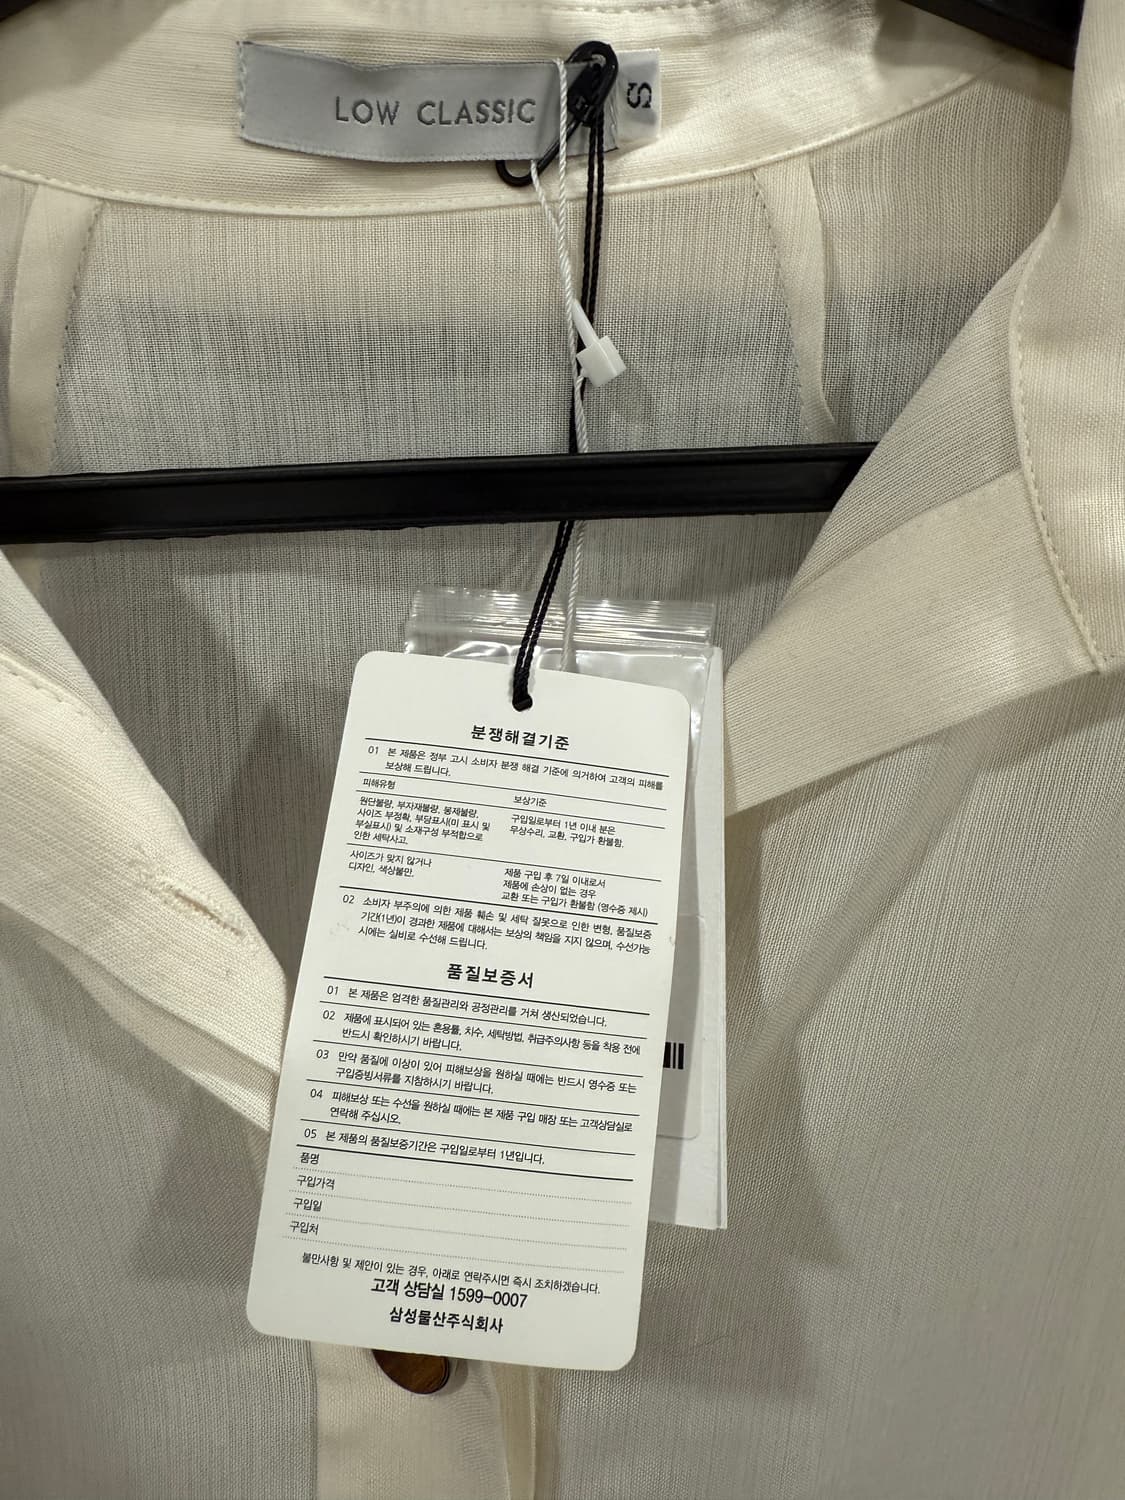 LOW CLASSIC
S
분쟁해결기준
01 본 제품은 정부 고시 소비자 분쟁 해결 기준에 의거하여 고객의 피해를
보상해 드립니다.
피해유형 보상기준
원단불량, 부자재불량, 봉제불량,
사이즈 부정확, 부당표시(미 표시 및
부실표시) 및 소재구성 부적합으로
인한 세탁사고.
구입일로부터 1년 이내 분은
무상수리, 교환, 구입가 환불함.
사이즈가 맞지 않거나
디자인, 색상불만.
제품 구입 후 7일 이내로서
제품에 손상이 없는 경우
교환 또는 구입가 환불함 (영수증 제시)
02 소비자 부주의에 의한 제품 훼손 및 세탁 잘못으로 인한 변형, 품질보증
기간(1년)이 경과한 제품에 대해서는 보상의 책임을 지지 않으며, 수선가능
시에는 실비로 수선해 드립니다.
품질보증서
01 본 제품은 엄격한 품질관리와 공정관리를 거쳐 생산되었습니다.
02 제품에 표시되어 있는 혼용률, 치수, 세탁방법, 취급주의사항 등을 착용 전에
반드시 확인하시기 바랍니다.
03 만약 품질에 이상이 있어 피해보상을 원하실 때에는 반드시 영수증 또는
구입증빙서류를 지참하시기 바랍니다.
04 피해보상 또는 수선을 원하실 때에는 본 제품 구입 매장 또는 고객상담실로
연락해 주십시오.
05 본 제품의 품질보증기간은 구입일로부터 1년입니다.
품명
구입가격
구입일
구입처
불만사항 및 제안이 있는 경우, 아래로 연락주시면 즉시 조치하겠습니다.
고객 상담실 1599-0007
삼성물산주식회사